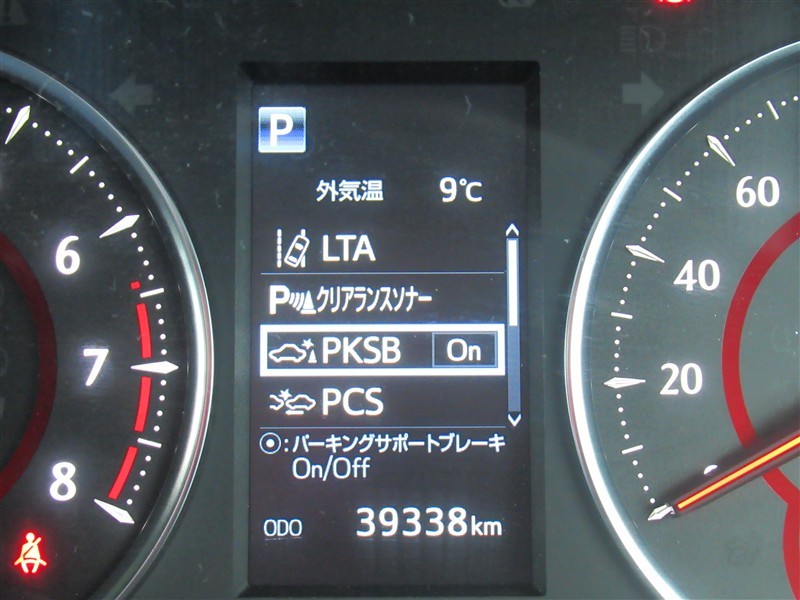 P
外気温 9℃
LTA
Pクリアランスソナー
PKSB On
PCS
⦿:パーキングサポートブレーキ
On/Off
ODO 39338km
6
7
8
60
40
20